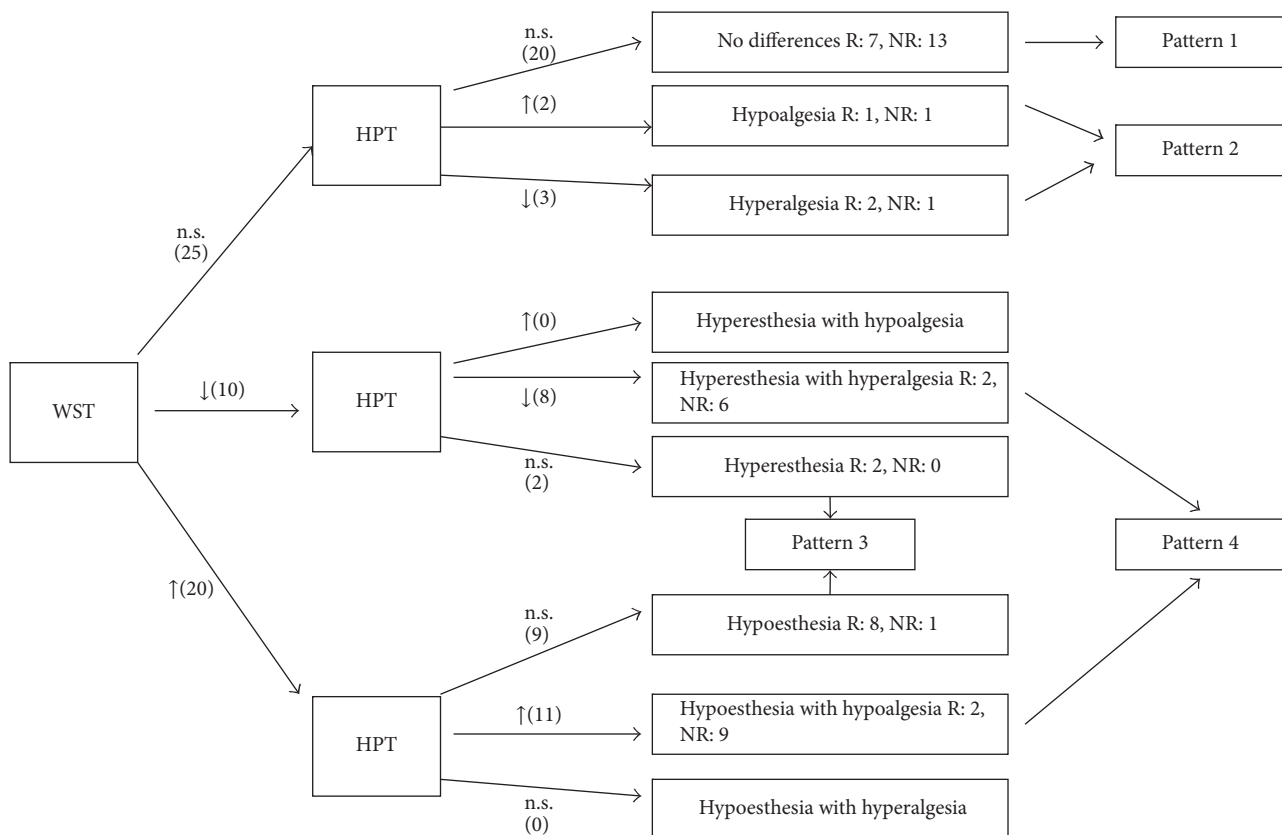 n.s.
(20)
No differences R: 7, NR: 13
Pattern 1
HPT
↑(2)
Hypoalgesia R: 1, NR: 1
Pattern 2
↓(3)
Hyperalgesia R: 2, NR: 1
n.s.
(25)
↑(0)
Hyperesthesia with hypoalgesia
WST
↓(10)
HPT
↓(8)
Hyperesthesia with hyperalgesia R: 2,
NR: 6
n.s.
(2)
Hyperesthesia R: 2, NR: 0
Pattern 3
Pattern 4
↑(20)
n.s.
(9)
Hypoesthesia R: 8, NR: 1
HPT
↑(11)
Hypoesthesia with hypoalgesia R: 2,
NR: 9
n.s.
(0)
Hypoesthesia with hyperalgesia